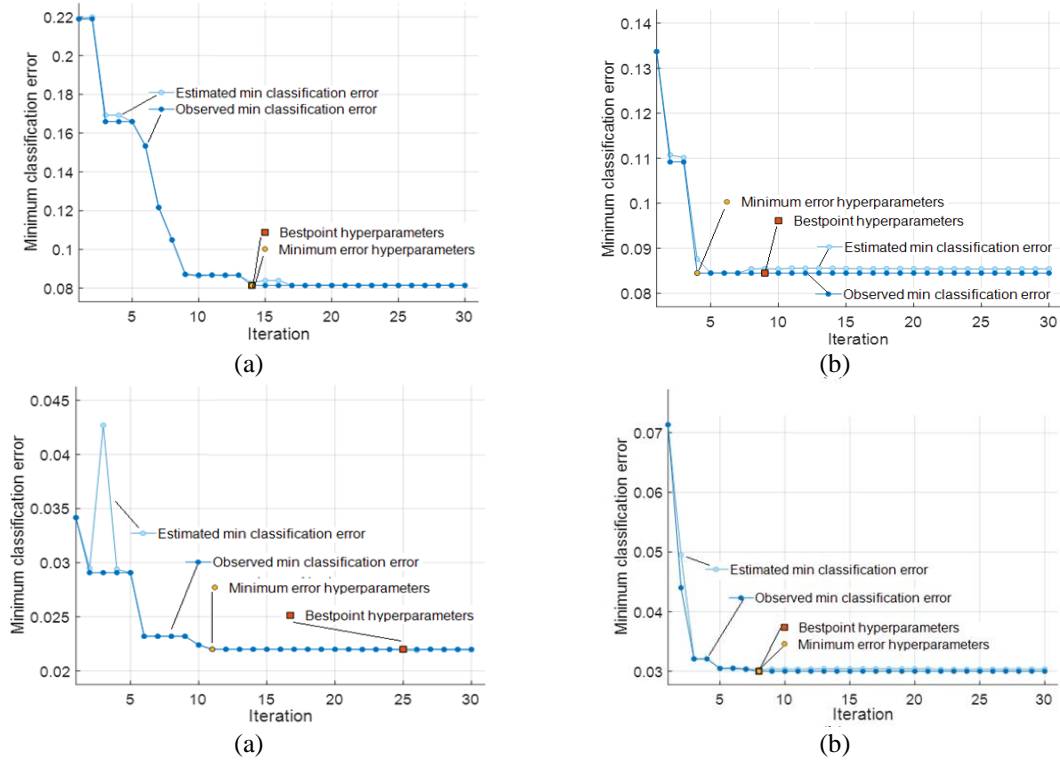 Minimum classification error
0.22
0.2
0.18
0.16
0.14
0.12
0.1
0.08
Estimated min classification error
Observed min classification error
Bestpoint hyperparameters
Minimum error hyperparameters
5 10 15 20 25 30
Iteration
(a)
Minimum classification error
0.14
0.13
0.12
0.11
0.1
0.09
0.08
Minimum error hyperparameters
Bestpoint hyperparameters
Estimated min classification error
Observed min classification error
5 10 15 20 25 30
Iteration
(b)
Minimum classification error
0.045
0.04
0.035
0.03
0.025
0.02
Estimated min classification error
Observed min classification error
Minimum error hyperparameters
Bestpoint hyperparameters
5 10 15 20 25 30
Iteration
(a)
Minimum classification error
0.07
0.06
0.05
0.04
0.03
Estimated min classification error
Observed min classification error
Bestpoint hyperparameters
Minimum error hyperparameters
5 10 15 20 25 30
Iteration
(b)